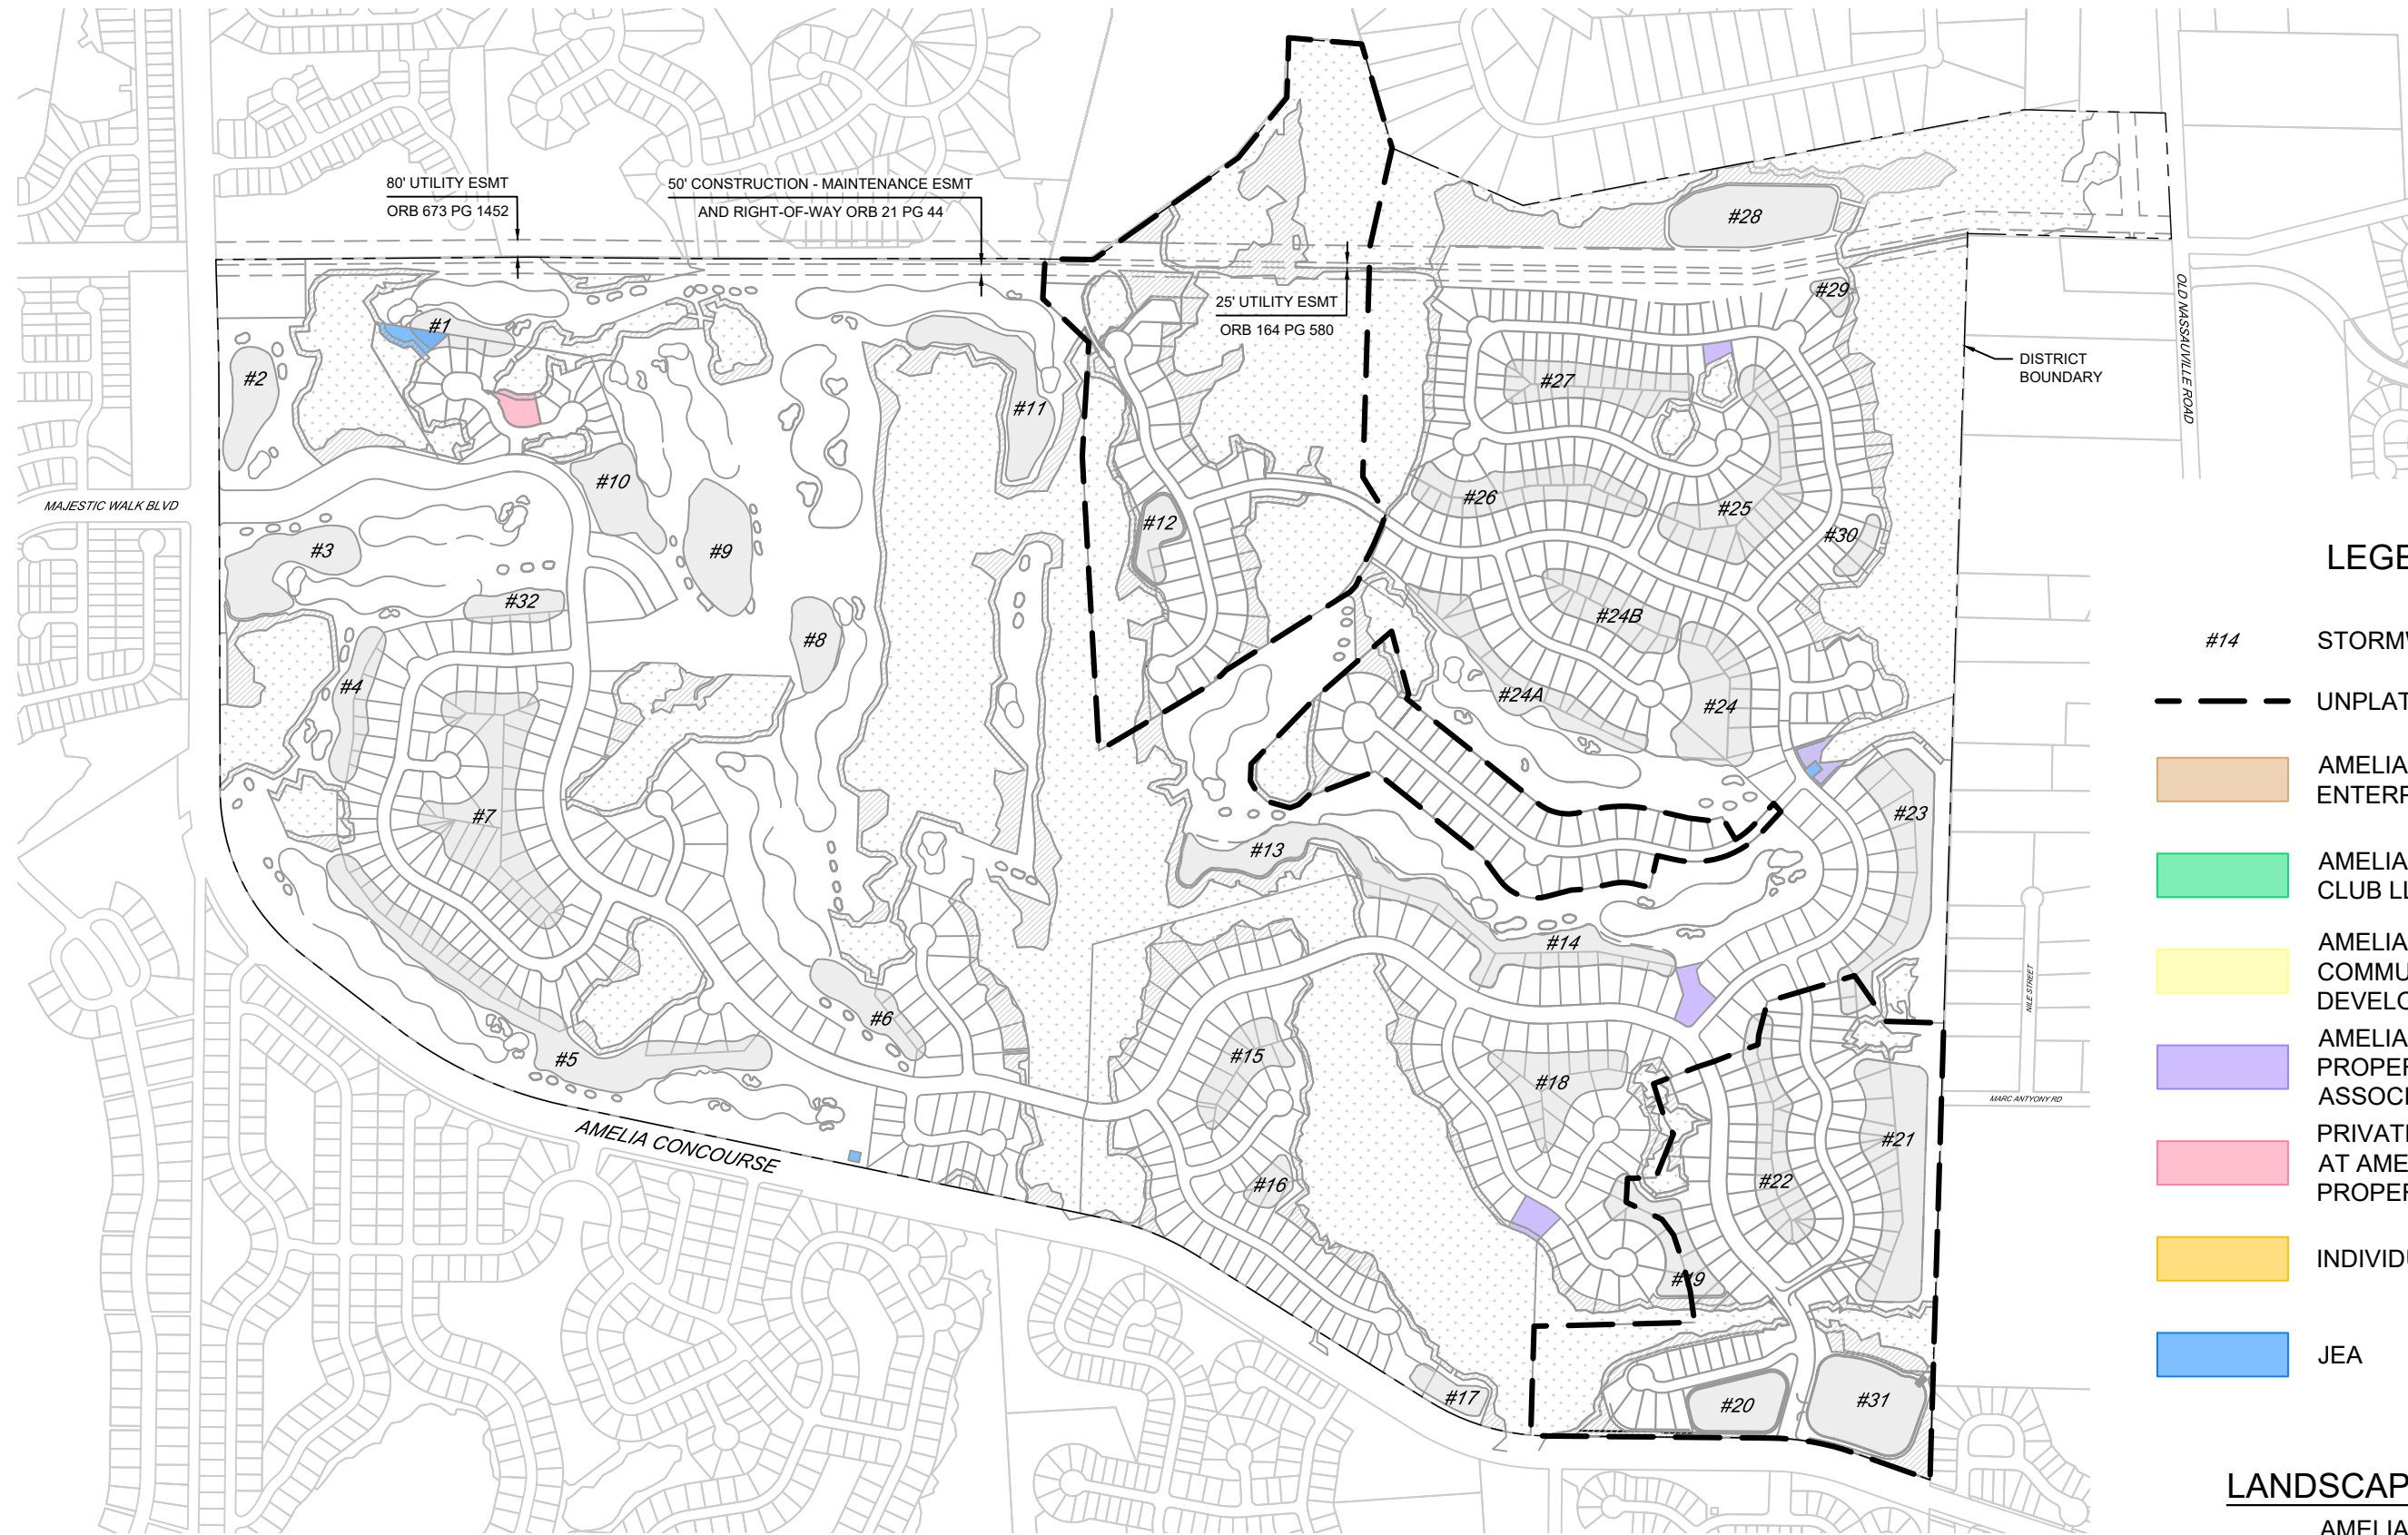 80' UTILITY ESMT
ORB 673 PG 1452
50' CONSTRUCTION - MAINTENANCE ESMT
AND RIGHT-OF-WAY ORB 21 PG 44
25' UTILITY ESMT
ORB 164 PG 580
#28
#29
OLD NASSAUVILLE ROAD
DISTRICT
BOUNDARY
#1
#2
#11
#27
MAJESTIC WALK BLVD
#10
#26
#25
#12
#3
#9
#30
#32
#8
#24B
#4
#24A
#24
#7
#23
#13
#14
#6
#5
#15
#18
NILE STREET
MARC ANTYONY RD
#21
AMELIA CONCOURSE
#16
#22
#19
#17
#20
#31
LEGE
#14
STORMW
UNPLAT
AMELIA
ENTERP
AMELIA
CLUB LL
AMELIA
COMMU
DEVELO
AMELIA
PROPER
ASSOCI
PRIVAT
AT AME
PROPER
INDIVID
JEA
LANDSCAP
AMELIA